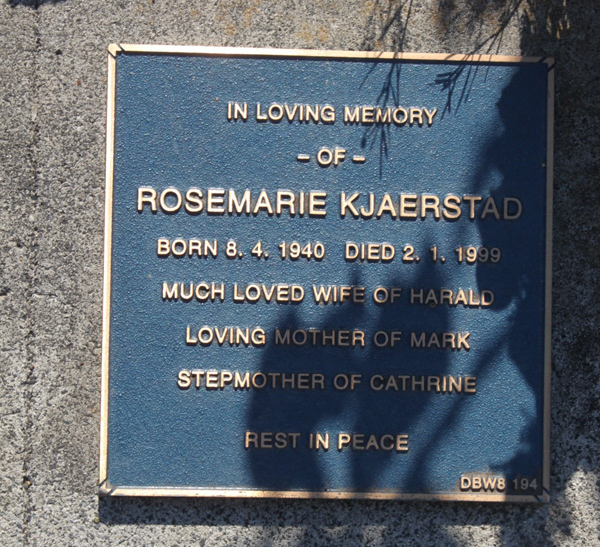 IN LOVING MEMORY
– OF –
ROSEMARIE KJAERSTAD
BORN 8. 4. 1940 DIED 2. 1. 1999
MUCH LOVED WIFE OF HARALD
LOVING MOTHER OF MARK
STEPMOTHER OF CATHRINE
REST IN PEACE
DBW8 194